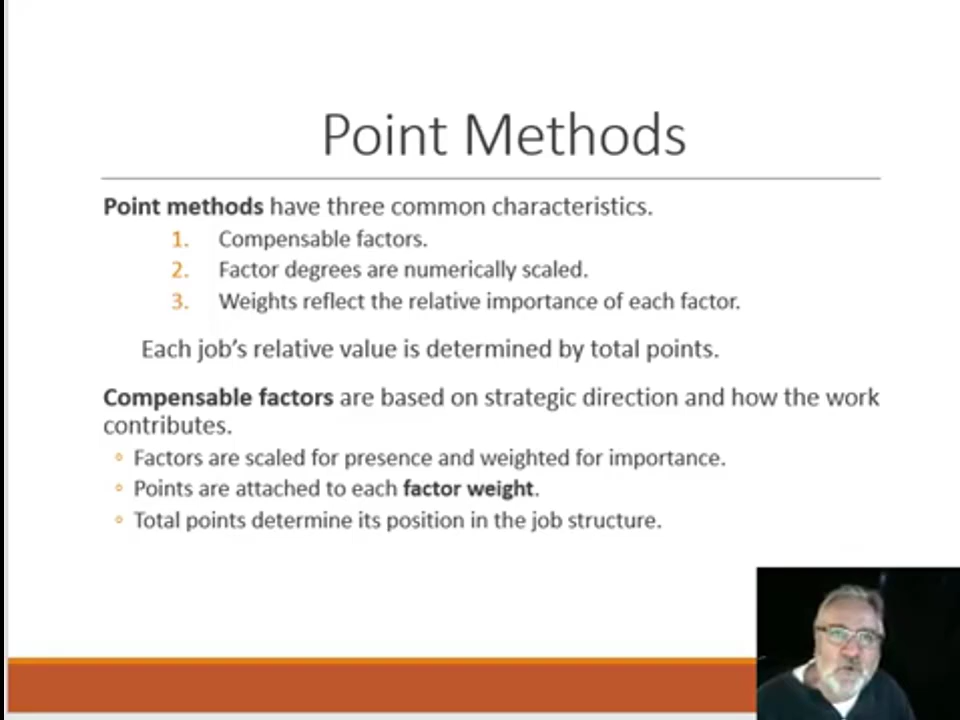 Point Methods
Point methods have three common characteristics.
1. Compensable factors.
2. Factor degrees are numerically scaled.
3. Weights reflect the relative importance of each factor.
Each job's relative value is determined by total points.
Compensable factors are based on strategic direction and how the work
contributes.
◦ Factors are scaled for presence and weighted for importance.
◦ Points are attached to each factor weight.
◦ Total points determine its position in the job structure.